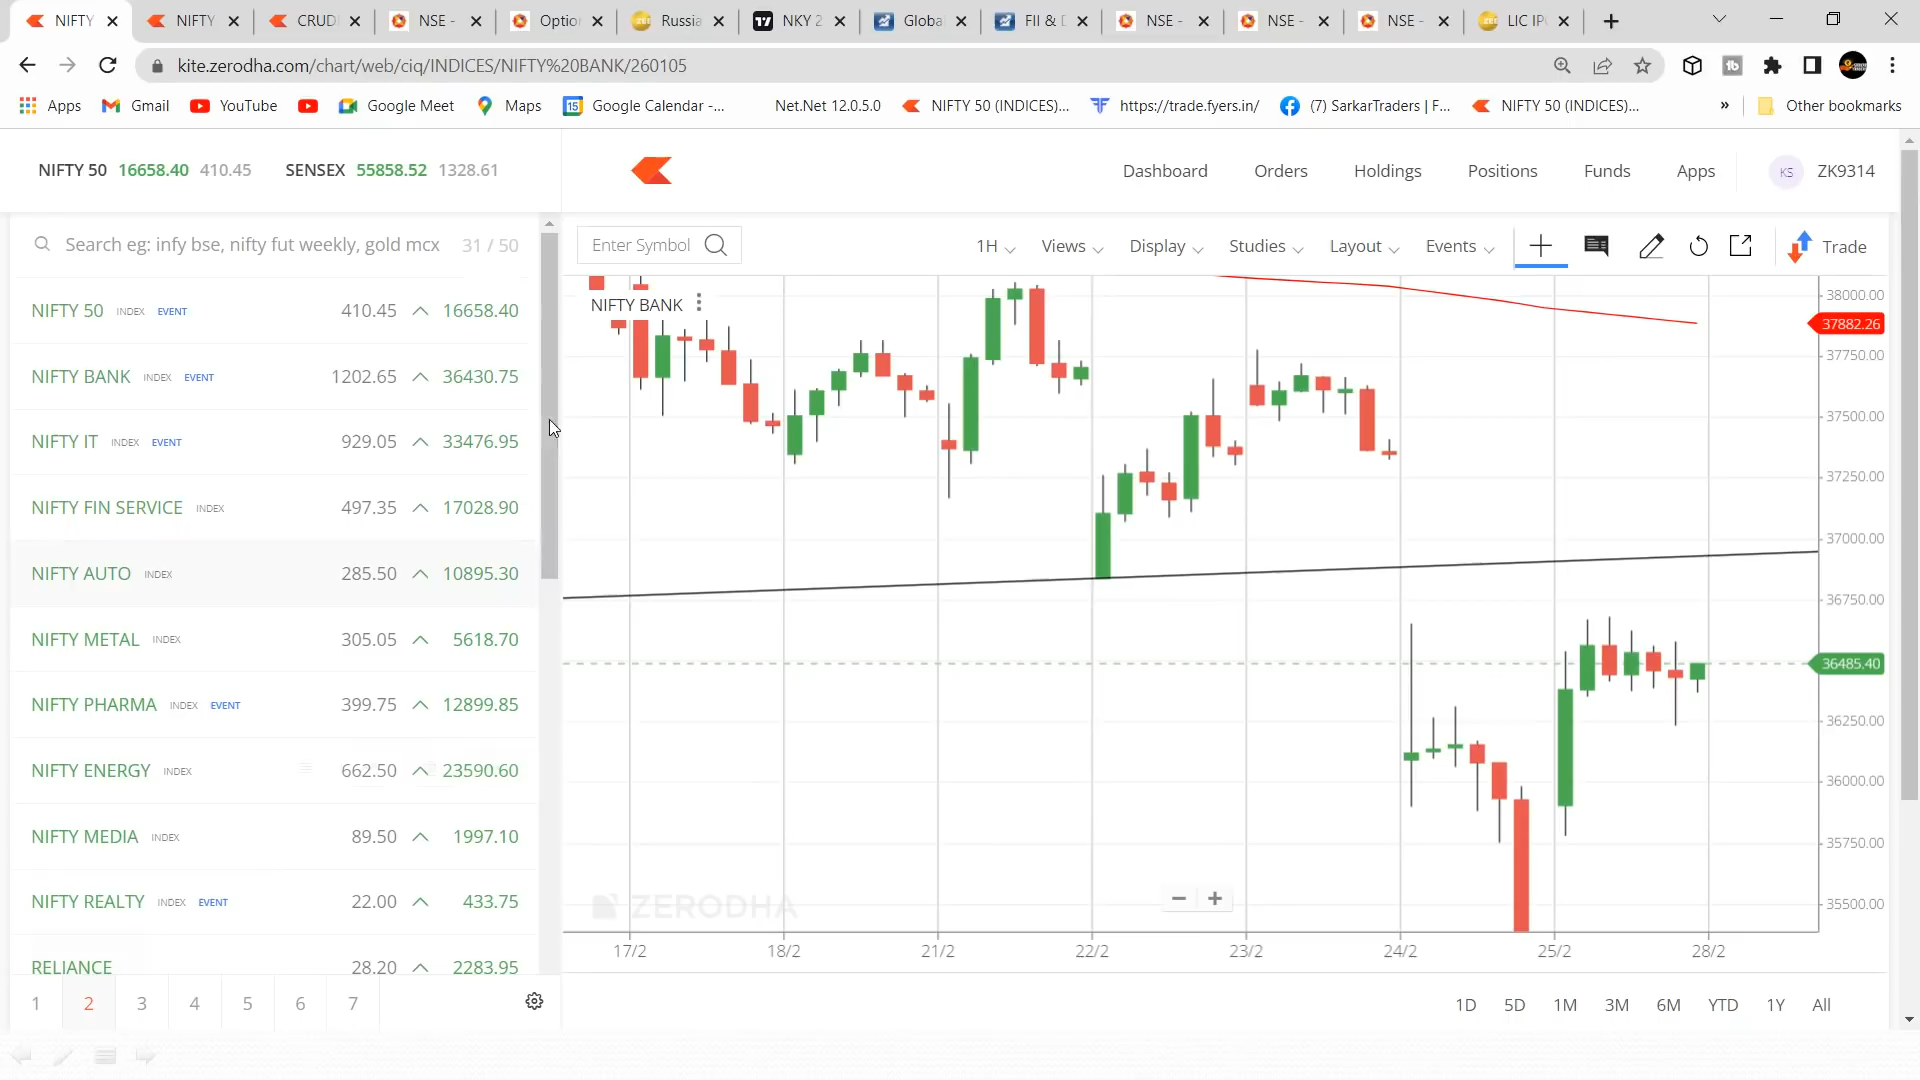 NIFTY
NIFTY
CRUD
NSE -
Optio
Russia
NKY 2
Globa
FII & D
NSE -
NSE -
NSE -
LIC IP
kite.zerodha.com/chart/web/ciq/INDICES/NIFTY%20BANK/260105
Apps
Gmail
YouTube
Google Meet
Maps
Google Calendar -...
Net.Net 12.0.5.0
NIFTY 50 (INDICES)...
https://trade.fyers.in/
(7) SarkarTraders | F...
NIFTY 50 (INDICES)...
»
Other bookmarks
NIFTY 50 16658.40 410.45 SENSEX 55858.52 1328.61
Dashboard Orders Holdings Positions Funds Apps KS ZK9314
Search eg: infy bse, nifty fut weekly, gold mcx 31 / 50
Enter Symbol
1H Views Display Studies Layout Events Trade
NIFTY 50 INDEX EVENT 410.45 16658.40
NIFTY BANK INDEX EVENT 1202.65 36430.75
NIFTY IT INDEX EVENT 929.05 33476.95
NIFTY FIN SERVICE INDEX 497.35 17028.90
NIFTY AUTO INDEX 285.50 10895.30
NIFTY METAL INDEX 305.05 5618.70
NIFTY PHARMA INDEX EVENT 399.75 12899.85
NIFTY ENERGY INDEX 662.50 23590.60
NIFTY MEDIA INDEX 89.50 1997.10
NIFTY REALTY INDEX EVENT 22.00 433.75
RELIANCE 28.20 2283.95
1 2 3 4 5 6 7
NIFTY BANK
38000.00
37882.26
37750.00
37500.00
37250.00
37000.00
36750.00
36485.40
36250.00
36000.00
35750.00
35500.00
ZERODHA
17/2 18/2 21/2 22/2 23/2 24/2 25/2 28/2
1D 5D 1M 3M 6M YTD 1Y All